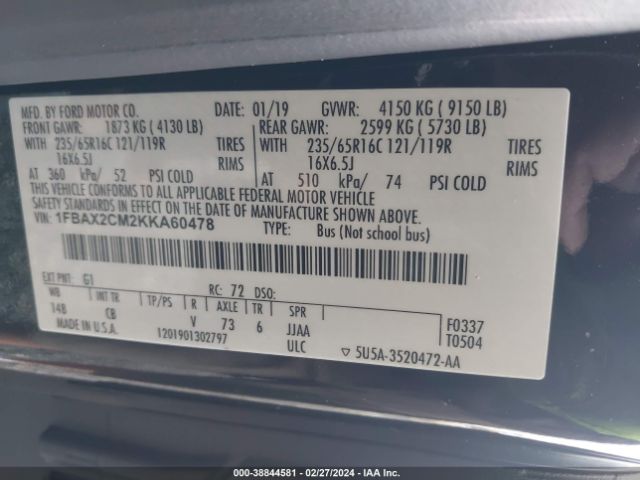 MFD. BY FORD MOTOR CO. DATE: 01/19 GVWR: 4150 KG ( 9150 LB)
FRONT GAWR: 1873 KG ( 4130 LB) REAR GAWR: 2599 KG ( 5730 LB)
WITH 235/65R16C 121/119R TIRES WITH 235/65R16C 121/119R TIRES
16X6.5J RIMS 16X6.5J RIMS
AT 360 kPa/ 52 PSI COLD AT 510 kPa/ 74 PSI COLD
THIS VEHICLE CONFORMS TO ALL APPLICABLE FEDERAL MOTOR VEHICLE
SAFETY STANDARDS IN EFFECT ON THE DATE OF MANUFACTURE SHOWN ABOVE.
VIN: 1FBAX2CM2KKA60478 TYPE: Bus (Not school bus)
EXT PNT: G1 RC: 72 DSO:
WB INT TR TP/PS R AXLE TR SPR
148 CB V 73 6 JJAA F0337
MADE IN U.S.A. 1201901302797 ULC ▽ 5U5A-3520472-AA T0504
000-38844581 - 02/27/2024 - IAA Inc.